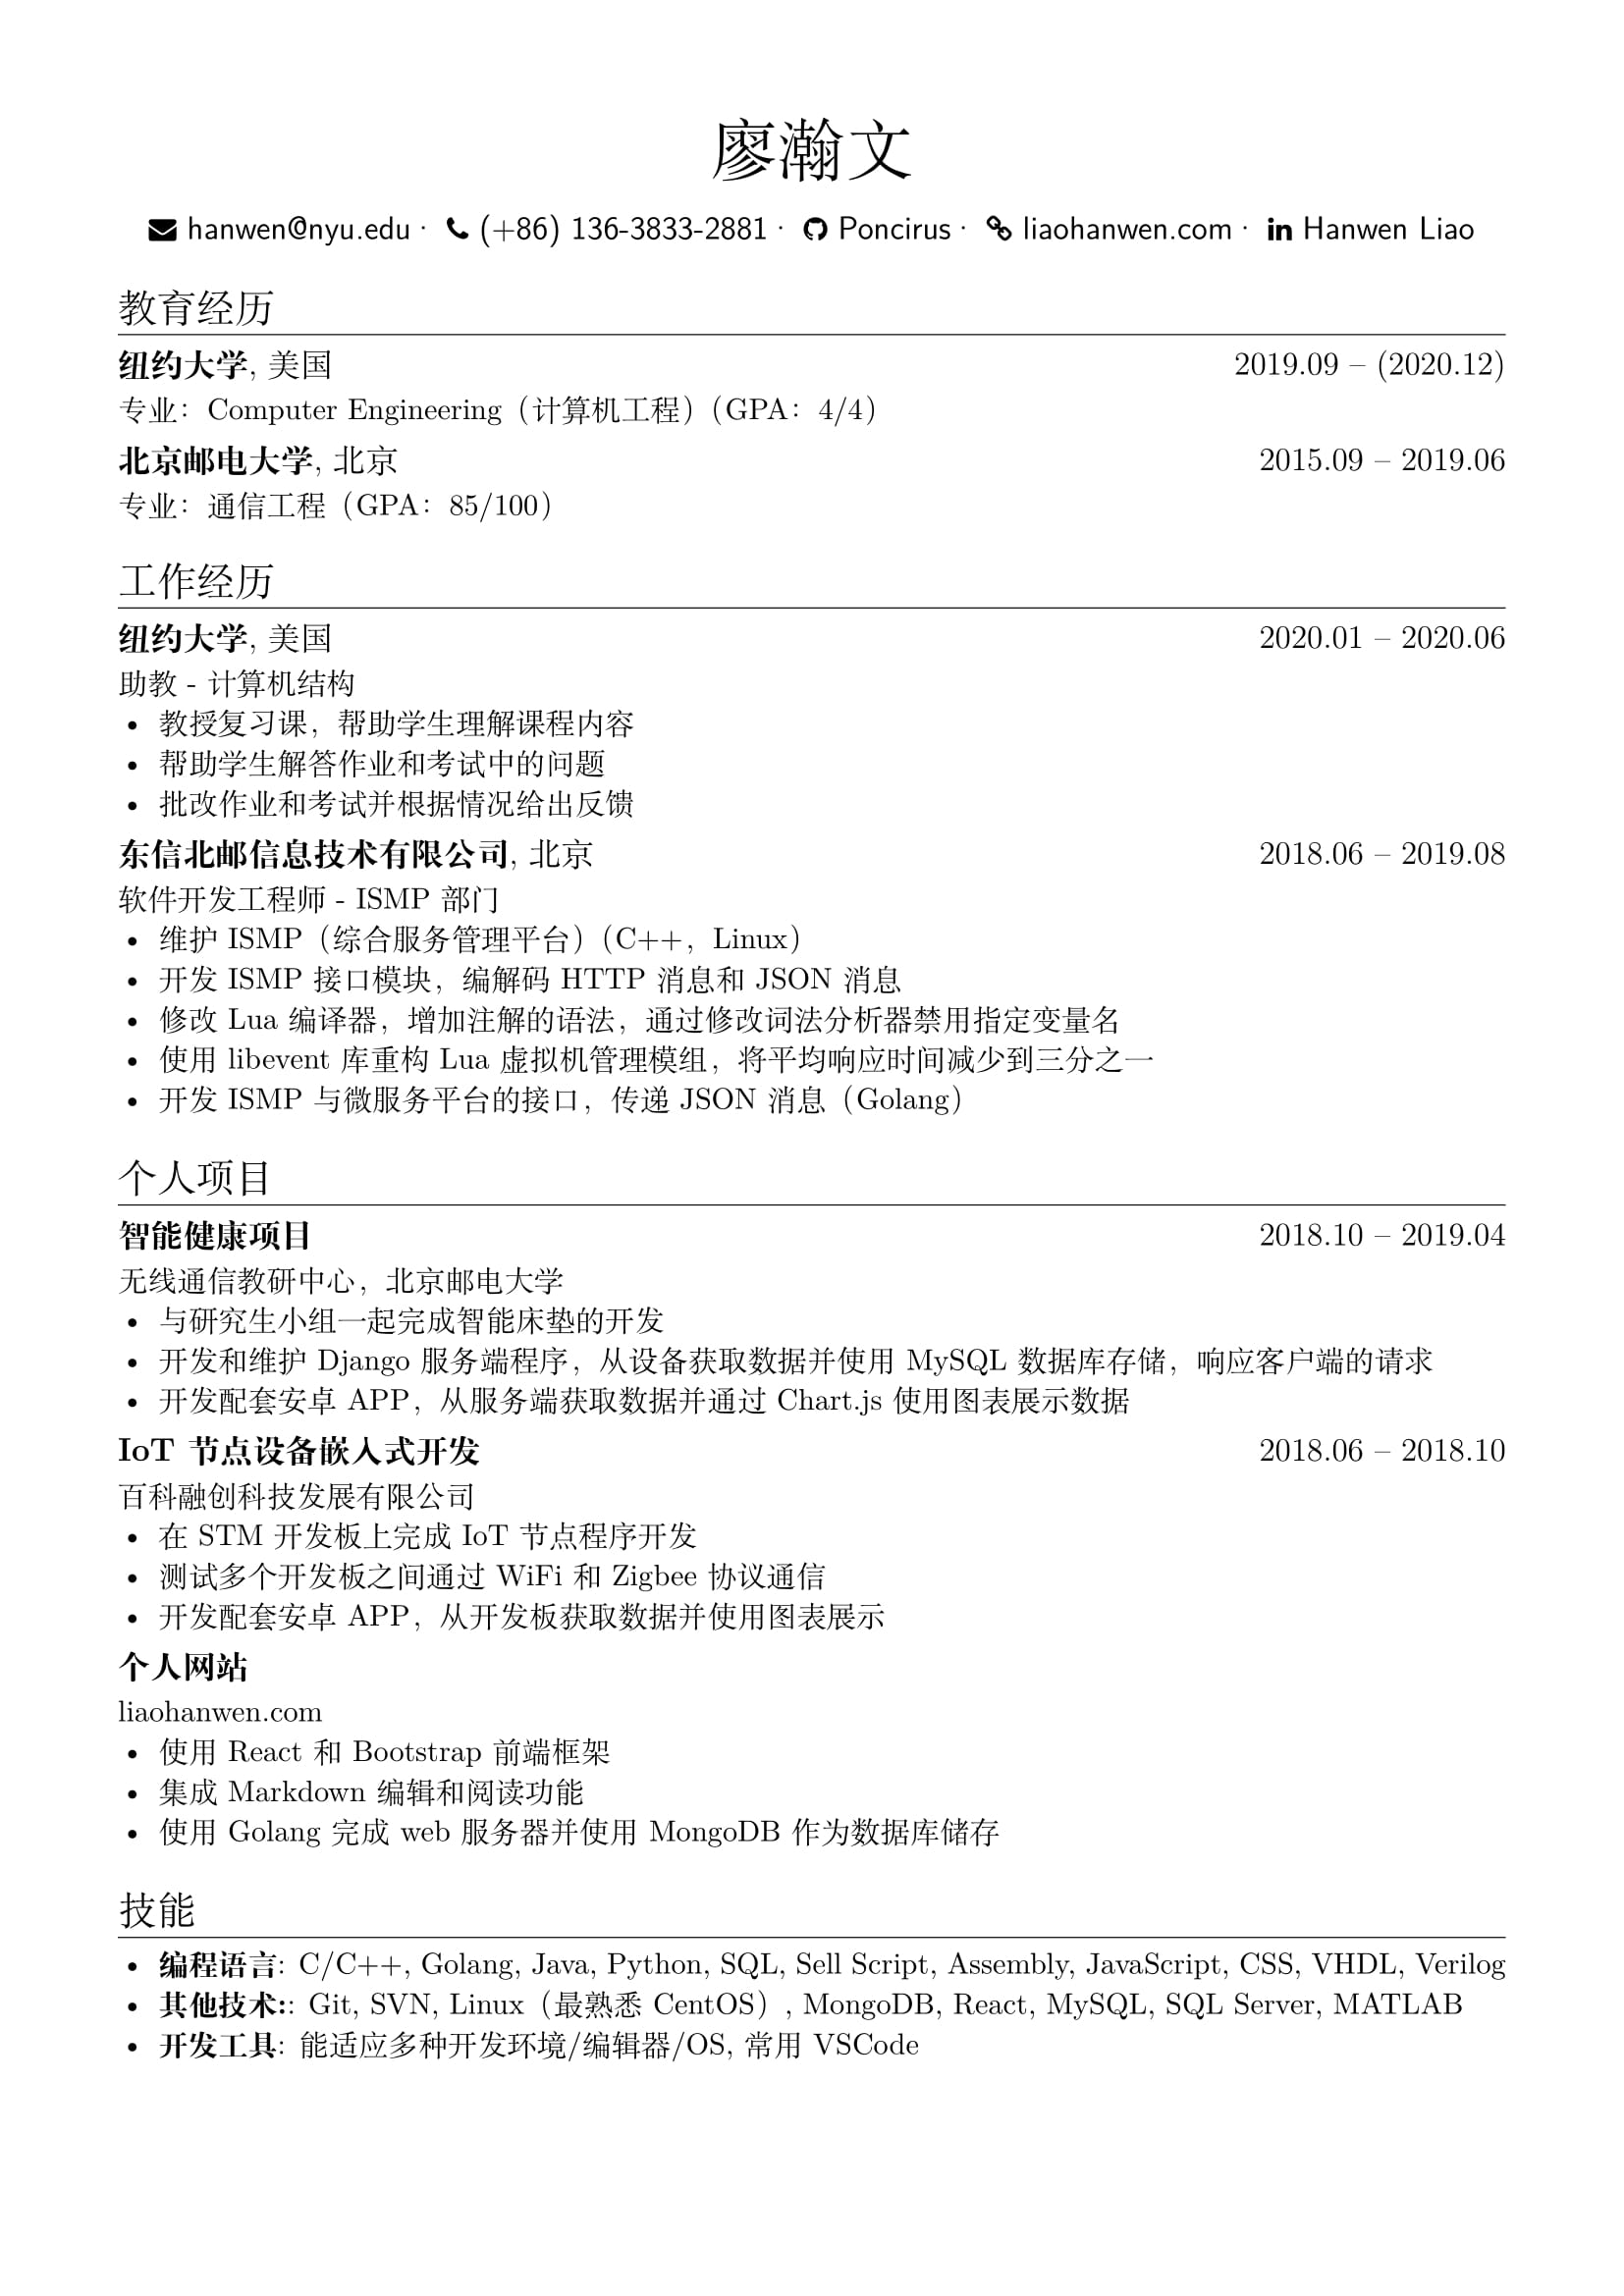 廖瀚文
hanwen@nyu.edu · (+86) 136-3833-2881 · Poncirus · liaohanwen.com · Hanwen Liao
教育经历
纽约大学, 美国 2019.09 – (2020.12)
专业：Computer Engineering（计算机工程）（GPA：4/4）
北京邮电大学, 北京 2015.09 – 2019.06
专业：通信工程（GPA：85/100）
工作经历
纽约大学, 美国 2020.01 – 2020.06
助教 - 计算机结构
• 教授复习课，帮助学生理解课程内容
• 帮助学生解答作业和考试中的问题
• 批改作业和考试并根据情况给出反馈
东信北邮信息技术有限公司, 北京 2018.06 – 2019.08
软件开发工程师 - ISMP 部门
• 维护 ISMP（综合服务管理平台）（C++，Linux）
• 开发 ISMP 接口模块，编解码 HTTP 消息和 JSON 消息
• 修改 Lua 编译器，增加注解的语法，通过修改词法分析器禁用指定变量名
• 使用 libevent 库重构 Lua 虚拟机管理模组，将平均响应时间减少到三分之一
• 开发 ISMP 与微服务平台的接口，传递 JSON 消息（Golang）
个人项目
智能健康项目 2018.10 – 2019.04
无线通信教研中心，北京邮电大学
• 与研究生小组一起完成智能床垫的开发
• 开发和维护 Django 服务端程序，从设备获取数据并使用 MySQL 数据库存储，响应客户端的请求
• 开发配套安卓 APP，从服务端获取数据并通过 Chart.js 使用图表展示数据
IoT 节点设备嵌入式开发 2018.06 – 2018.10
百科融创科技发展有限公司
• 在 STM 开发板上完成 IoT 节点程序开发
• 测试多个开发板之间通过 WiFi 和 Zigbee 协议通信
• 开发配套安卓 APP，从开发板获取数据并使用图表展示
个人网站
liaohanwen.com
• 使用 React 和 Bootstrap 前端框架
• 集成 Markdown 编辑和阅读功能
• 使用 Golang 完成 web 服务器并使用 MongoDB 作为数据库储存
技能
• 编程语言: C/C++, Golang, Java, Python, SQL, Sell Script, Assembly, JavaScript, CSS, VHDL, Verilog
• 其他技术:: Git, SVN, Linux（最熟悉 CentOS）, MongoDB, React, MySQL, SQL Server, MATLAB
• 开发工具: 能适应多种开发环境/编辑器/OS, 常用 VSCode